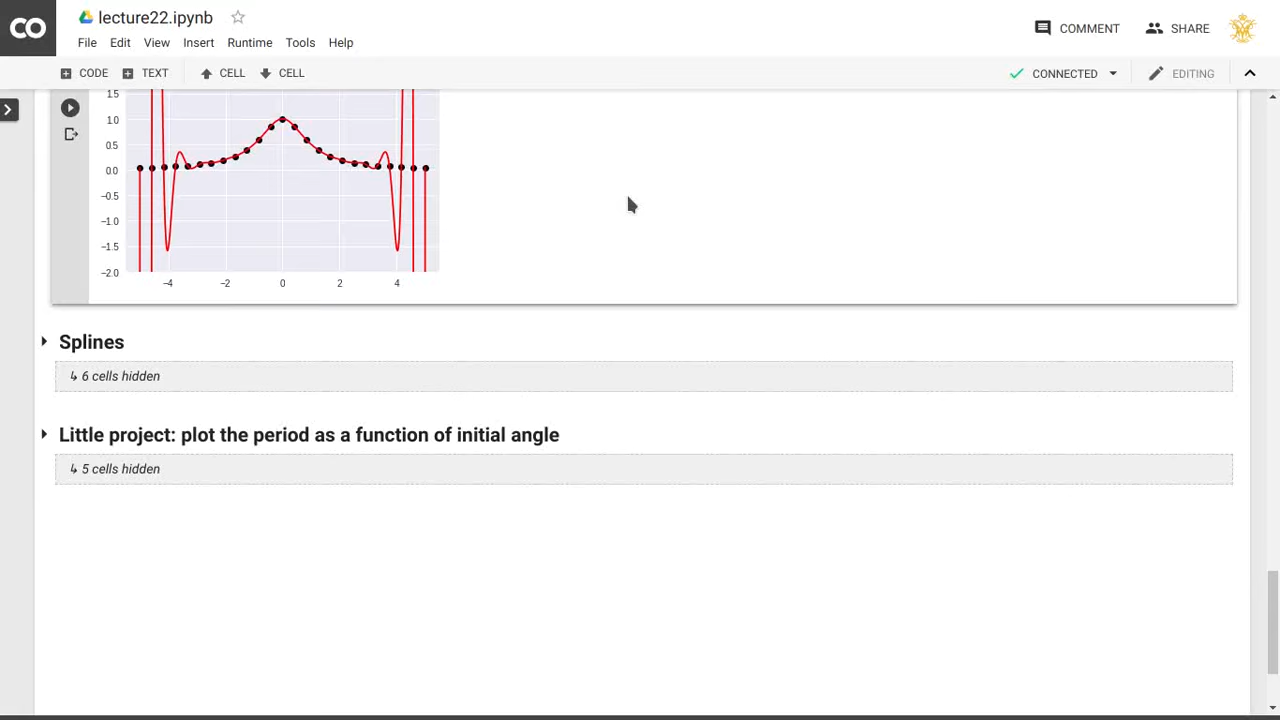 CO
lecture22.ipynb
File Edit View Insert Runtime Tools Help
COMMENT SHARE
CODE TEXT CELL CELL
CONNECTED EDITING
1.5
1.0
0.5
0.0
−0.5
−1.0
−1.5
−2.0
−4 −2 0 2 4
Splines
↳ 6 cells hidden
Little project: plot the period as a function of initial angle
↳ 5 cells hidden